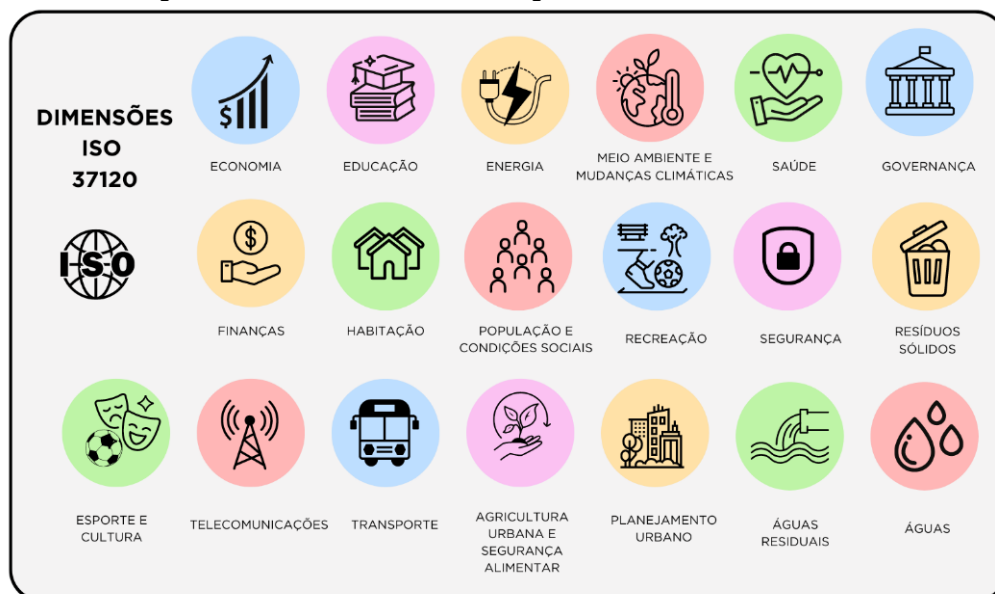 DIMENSÕES
ISO
37120
ISO
ECONOMIA
EDUCAÇÃO
ENERGIA
MEIO AMBIENTE E
MUDANÇAS CLIMÁTICAS
SAÚDE
GOVERNANÇA
FINANÇAS
HABITAÇÃO
POPULAÇÃO E
CONDIÇÕES SOCIAIS
RECREAÇÃO
SEGURANÇA
RESÍDUOS
SÓLIDOS
ESPORTE E
CULTURA
TELECOMUNICAÇÕES
TRANSPORTE
AGRICULTURA
URBANA E
SEGURANÇA
ALIMENTAR
PLANEJAMENTO
URBANO
ÁGUAS
RESIDUAIS
ÁGUAS